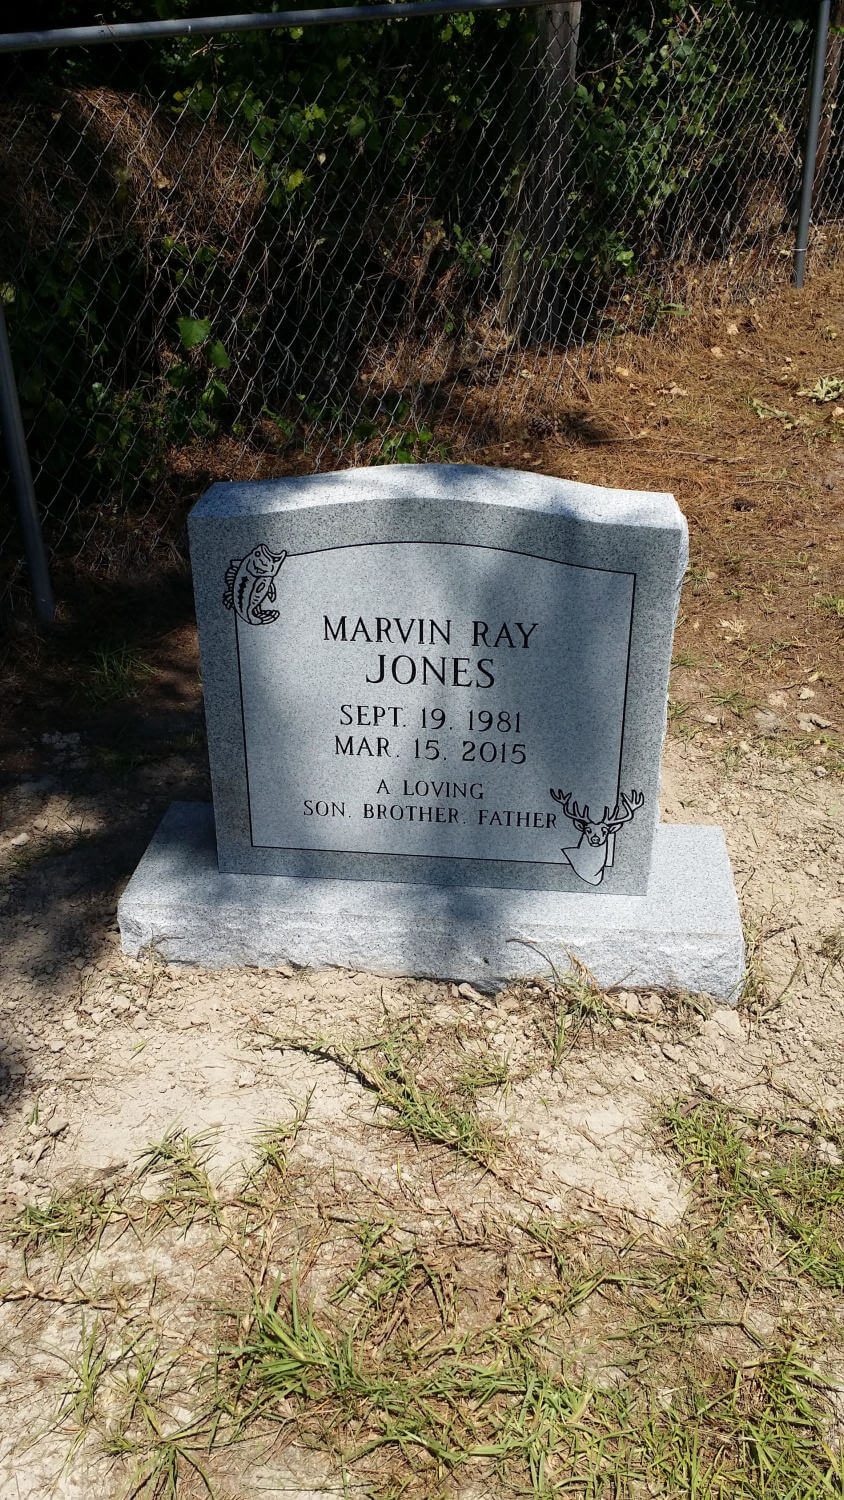 MARVIN RAY
JONES
SEPT. 19. 1981
MAR. 15. 2015
A LOVING
SON. BROTHER. FATHER